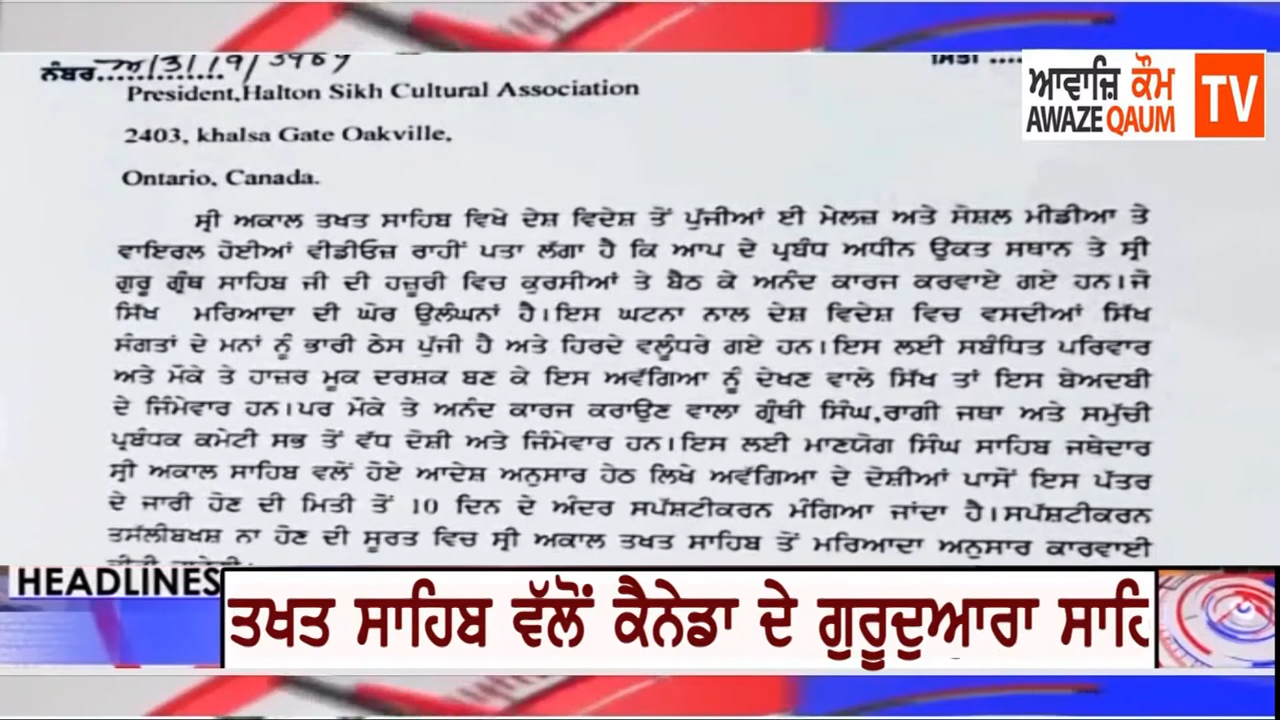 ਨੰਬਰ..............
President,Halton Sikh Cultural Association
2403, khalsa Gate Oakville,
Ontario, Canada.
ਆਵਾਜ਼ਿ ਕੌਮ
AWAZE QAUM
TV
ਸ੍ਰੀ ਅਕਾਲ ਤਖਤ ਸਾਹਿਬ ਵਿਖੇ ਦੇਸ਼ ਵਿਦੇਸ਼ ਤੋਂ ਪੁੱਜੀਆਂ ਈ ਮੇਲਜ਼ ਅਤੇ ਸੋਸ਼ਲ ਮੀਡੀਆ ਤੇ
ਵਾਇਰਲ ਹੋਈਆਂ ਵੀਡੀਓਜ਼ ਰਾਹੀਂ ਪਤਾ ਲੱਗਾ ਹੈ ਕਿ ਆਪ ਦੇ ਪ੍ਰਬੰਧ ਅਧੀਨ ਉਕਤ ਸਥਾਨ ਤੇ ਸ੍ਰੀ
ਗੁਰੂ ਗ੍ਰੰਥ ਸਾਹਿਬ ਜੀ ਦੀ ਹਜ਼ੂਰੀ ਵਿਚ ਕੁਰਸੀਆਂ ਤੇ ਬੈਠ ਕੇ ਅਨੰਦ ਕਾਰਜ ਕਰਵਾਏ ਗਏ ਹਨ।ਜੋ
ਸਿੱਖ ਮਰਿਆਦਾ ਦੀ ਘੋਰ ਉਲੰਘਨਾਂ ਹੈ।ਇਸ ਘਟਨਾ ਨਾਲ ਦੇਸ਼ ਵਿਦੇਸ਼ ਵਿਚ ਵਸਦੀਆਂ ਸਿੱਖ
ਸੰਗਤਾਂ ਦੇ ਮਨਾਂ ਨੂੰ ਭਾਰੀ ਠੇਸ ਪੁੱਜੀ ਹੈ ਅਤੇ ਹਿਰਦੇ ਵਲੂੰਧਰੇ ਗਏ ਹਨ।ਇਸ ਲਈ ਸਬੰਧਿਤ ਪਰਿਵਾਰ
ਅਤੇ ਮੌਕੇ ਤੇ ਹਾਜ਼ਰ ਮੂਕ ਦਰਸ਼ਕ ਬਣ ਕੇ ਇਸ ਅਵੱਗਿਆ ਨੂੰ ਦੇਖਣ ਵਾਲੇ ਸਿੱਖ ਤਾਂ ਇਸ ਬੇਅਦਬੀ
ਦੇ ਜਿੰਮੇਵਾਰ ਹਨ।ਪਰ ਮੌਕੇ ਤੇ ਅਨੰਦ ਕਾਰਜ ਕਰਾਉਣ ਵਾਲਾ ਗ੍ਰੰਥੀ ਸਿੰਘ,ਰਾਗੀ ਜਥਾ ਅਤੇ ਸਮੁੱਚੀ
ਪ੍ਰਬੰਧਕ ਕਮੇਟੀ ਸਭ ਤੋਂ ਵੱਧ ਦੋਸ਼ੀ ਅਤੇ ਜਿੰਮੇਵਾਰ ਹਨ।ਇਸ ਲਈ ਮਾਣਯੋਗ ਸਿੰਘ ਸਾਹਿਬ ਜਥੇਦਾਰ
ਸ੍ਰੀ ਅਕਾਲ ਸਾਹਿਬ ਵਲੋਂ ਹੋਏ ਆਦੇਸ਼ ਅਨੁਸਾਰ ਹੇਠ ਲਿਖੇ ਅਵੱਗਿਆ ਦੇ ਦੋਸ਼ੀਆਂ ਪਾਸੋਂ ਇਸ ਪੱਤਰ
ਦੇ ਜਾਰੀ ਹੋਣ ਦੀ ਮਿਤੀ ਤੋਂ 10 ਦਿਨ ਦੇ ਅੰਦਰ ਸਪੱਸ਼ਟੀਕਰਨ ਮੰਗਿਆ ਜਾਂਦਾ ਹੈ।ਸਪੱਸ਼ਟੀਕਰਨ
ਤਸੱਲੀਬਖਸ਼ ਨਾ ਹੋਣ ਦੀ ਸੂਰਤ ਵਿਚ ਸ੍ਰੀ ਅਕਾਲ ਤਖਤ ਸਾਹਿਬ ਤੋਂ ਮਰਿਆਦਾ ਅਨੁਸਾਰ ਕਾਰਵਾਈ
HEADLINES
ਤਖਤ ਸਾਹਿਬ ਵੱਲੋਂ ਕੈਨੇਡਾ ਦੇ ਗੁਰੂਦੁਆਰਾ ਸਾਹਿ